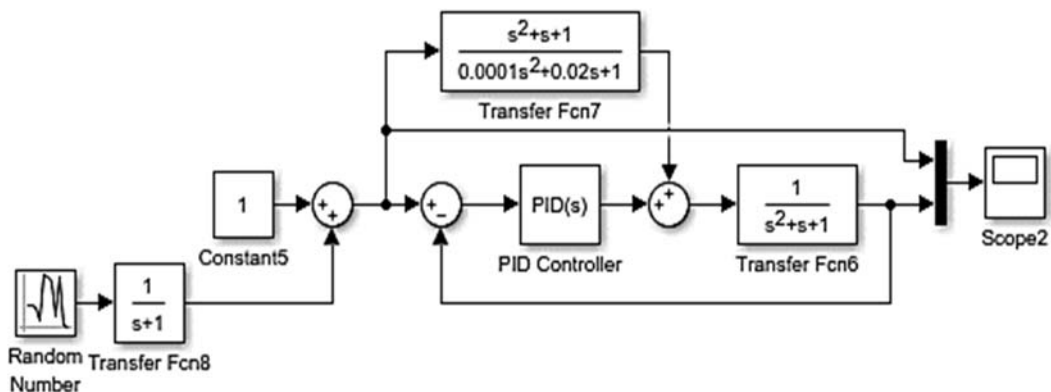 s²+s+1
0.0001s²+0.02s+1
Transfer Fcn7
1
Constant5
+
+
+
−
PID(s)
PID Controller
+
+
1
s²+s+1
Transfer Fcn6
Scope2
Random
Number
1
s+1
Transfer Fcn8